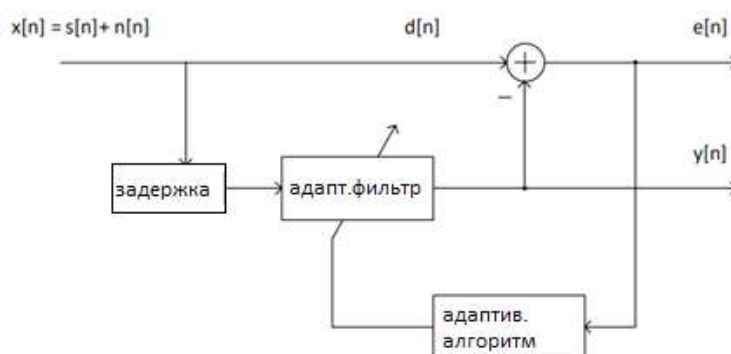 x[n] = s[n]+ n[n]
d[n]
e[n]
+
−
y[n]
задержка
адапт.фильтр
адаптив.
алгоритм